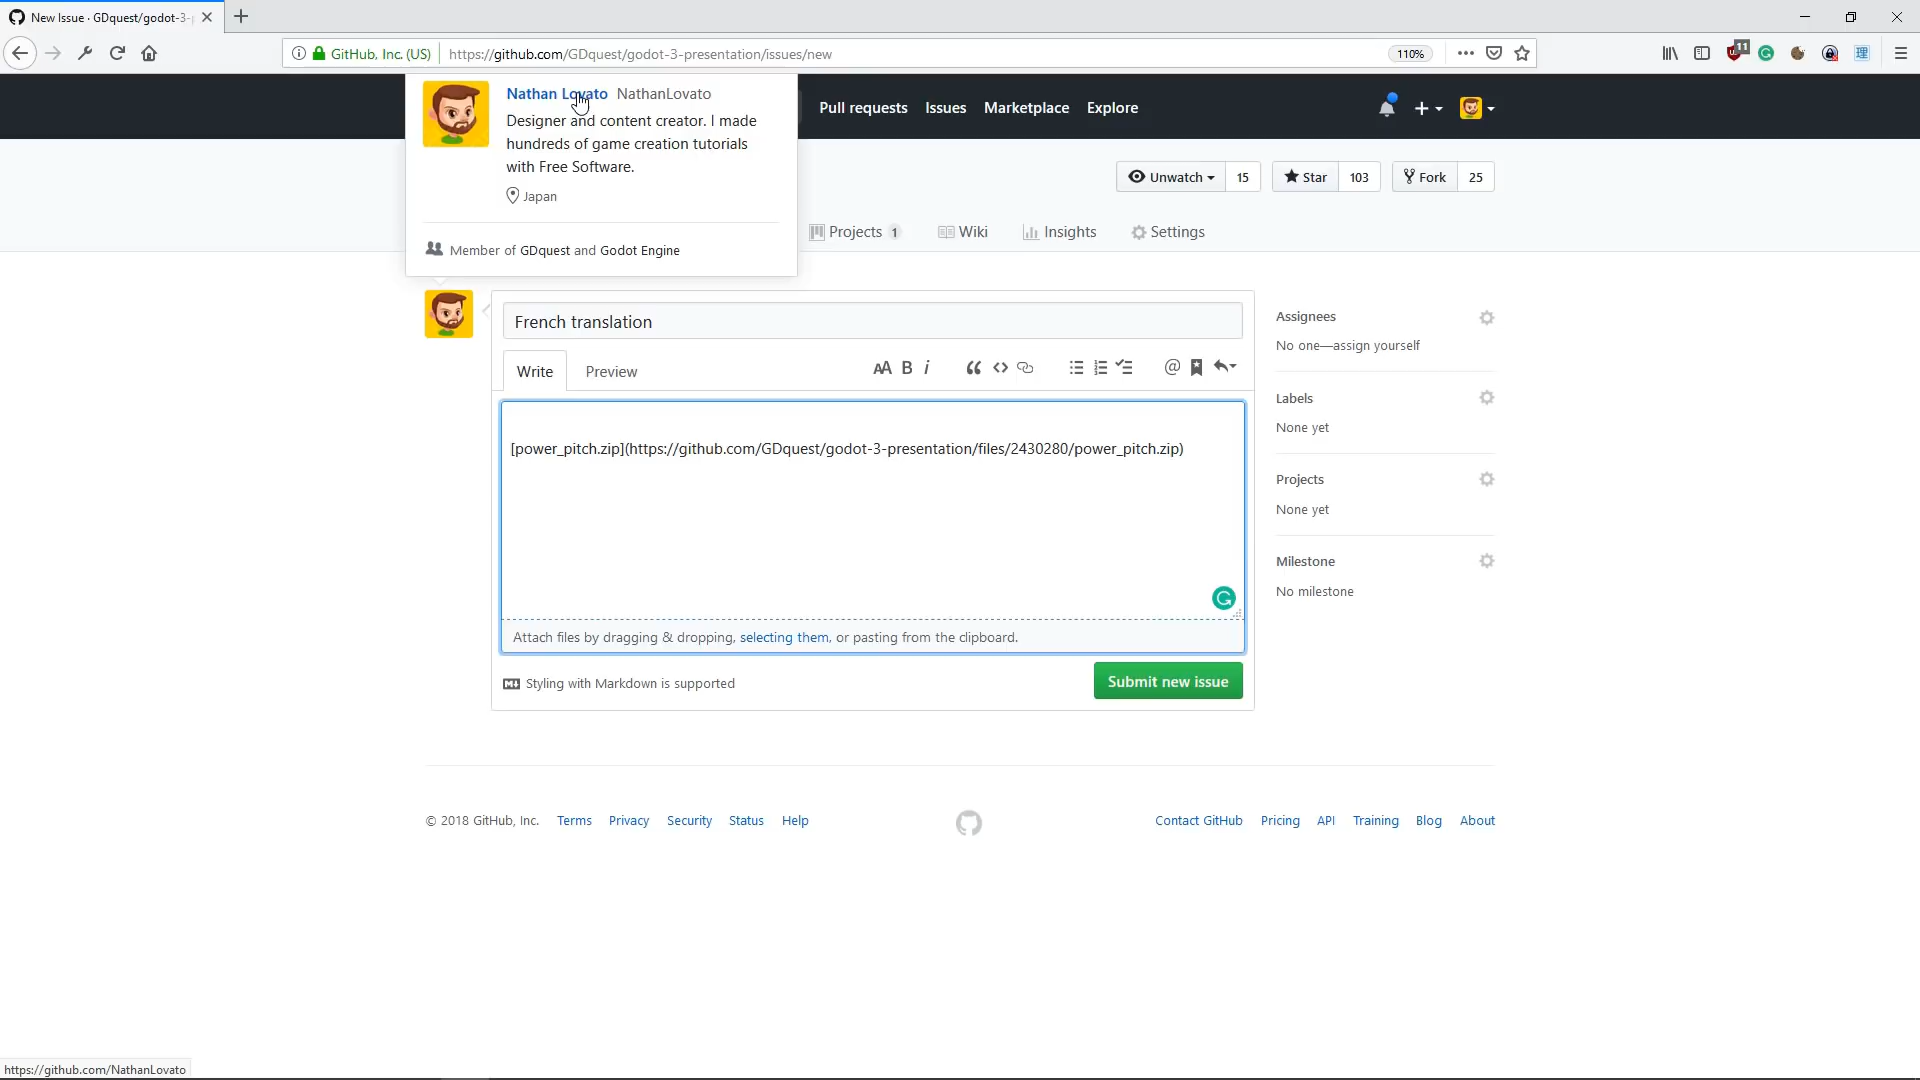 New Issue · GDquest/godot-3-
GitHub, Inc. (US)
https://github.com/GDquest/godot-3-presentation/issues/new
110%
11
Nathan Lovato NathanLovato
Designer and content creator. I made
hundreds of game creation tutorials
with Free Software.
Japan
Member of GDquest and Godot Engine
Pull requests Issues Marketplace Explore
Unwatch 15 Star 103 Fork 25
Projects 1 Wiki Insights Settings
French translation
Write Preview
[power_pitch.zip](https://github.com/GDquest/godot-3-presentation/files/2430280/power_pitch.zip)
Attach files by dragging & dropping, selecting them, or pasting from the clipboard.
Styling with Markdown is supported
Submit new issue
Assignees
No one—assign yourself
Labels
None yet
Projects
None yet
Milestone
No milestone
© 2018 GitHub, Inc. Terms Privacy Security Status Help
Contact GitHub Pricing API Training Blog About
https://github.com/NathanLovato